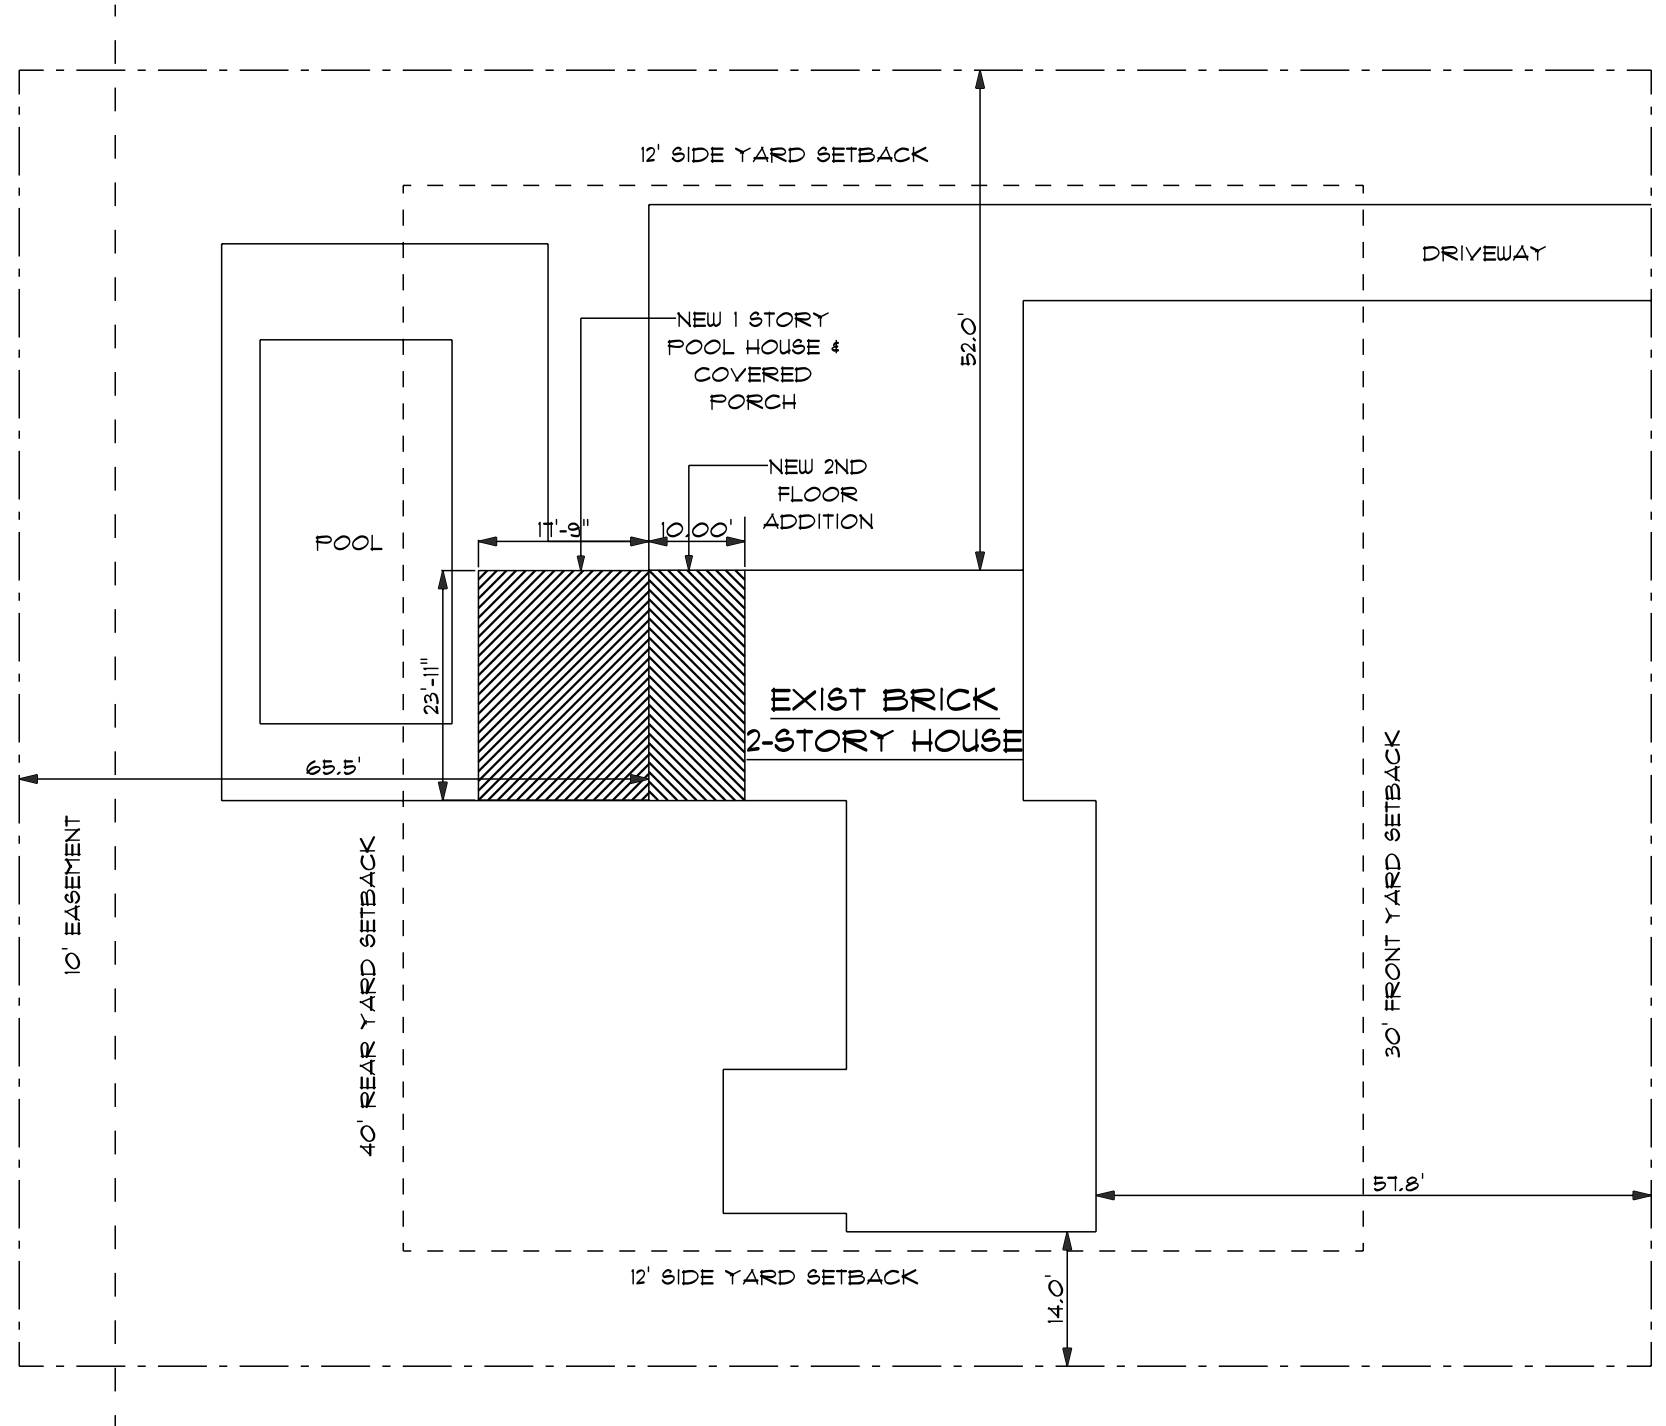 12' SIDE YARD SETBACK
DRIVEWAY
NEW 1 STORY
POOL HOUSE &
COVERED
PORCH
52.0'
NEW 2ND
FLOOR
ADDITION
17'-9"
10.00'
POOL
23'-11"
EXIST BRICK
2-STORY HOUSE
65.5'
10' EASEMENT
40' REAR YARD SETBACK
30' FRONT YARD SETBACK
57.8'
12' SIDE YARD SETBACK
14.0'